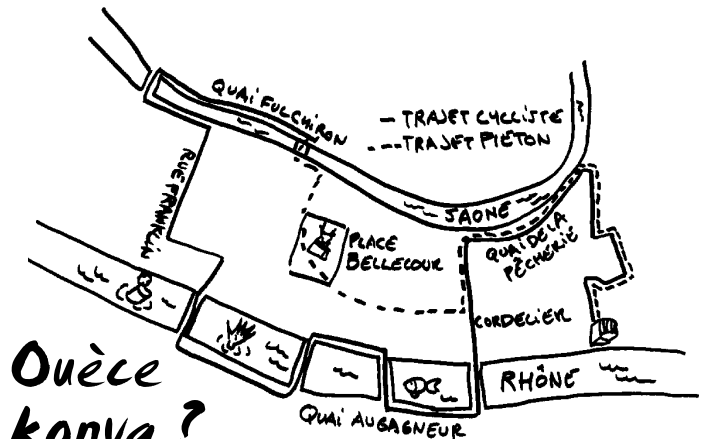 QUAI FULCHIRON
— TRAJET CYCLISTE
---- TRAJET PIÉTON
RUE FRANKLIN
SAONE
PLACE
BELLECOUR
QUAI DE LA
PÊCHERIE
CORDELIER
RHÔNE
QUAI AUGAGNEUR
Ouèce
konva ?